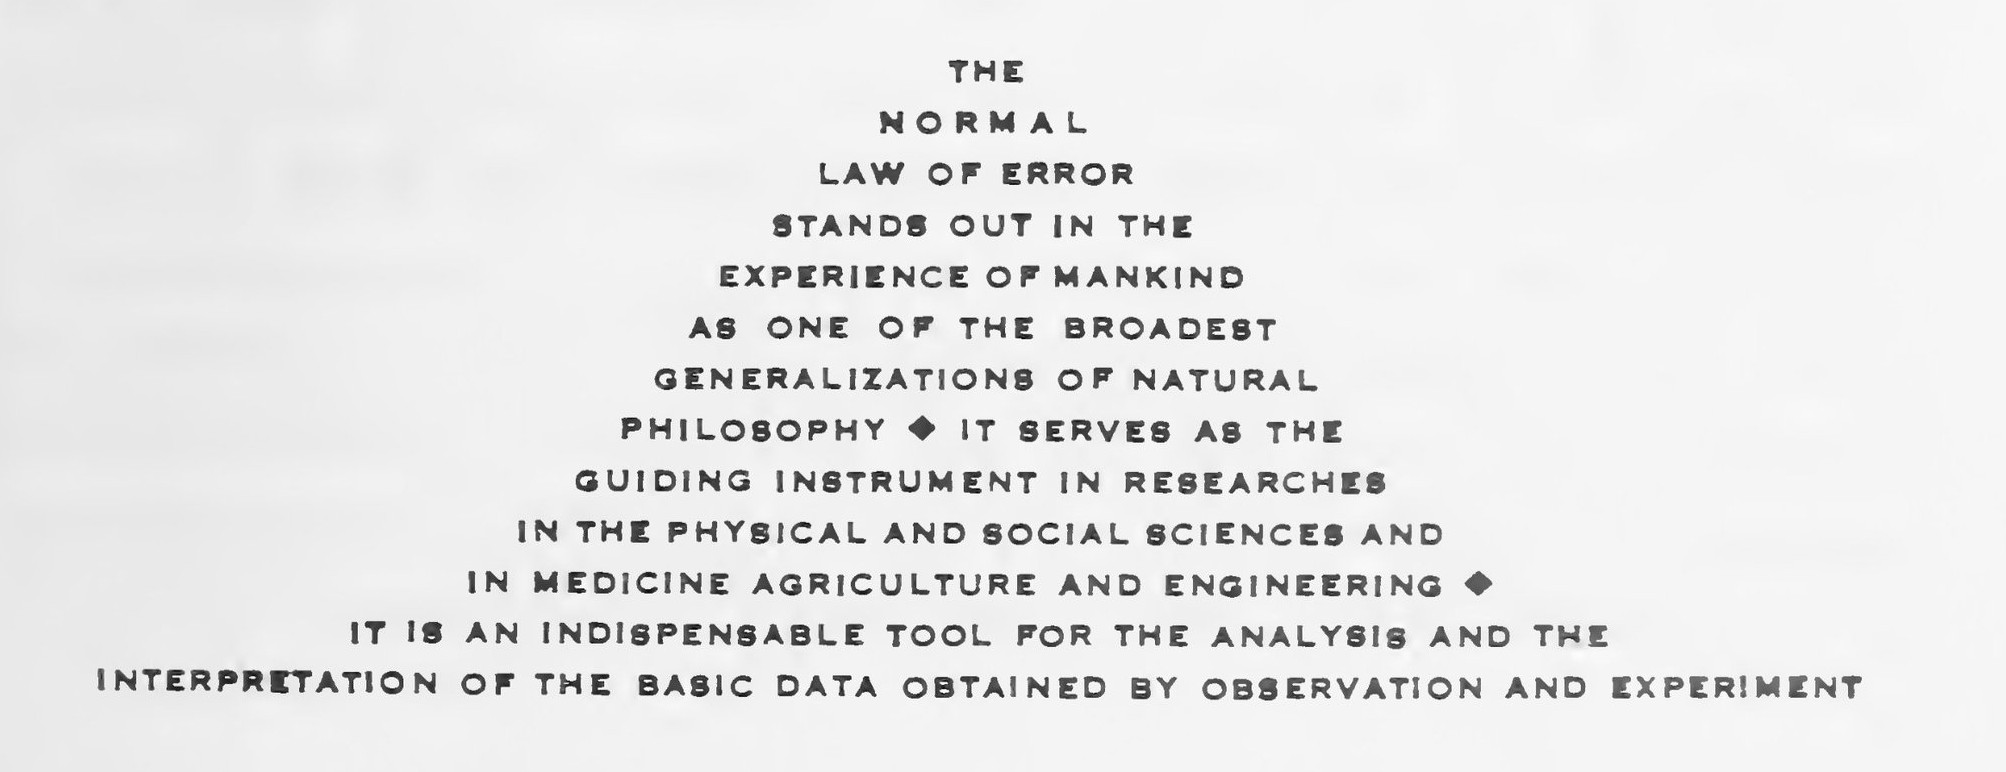 THE
NORMAL
LAW OF ERROR
STANDS OUT IN THE
EXPERIENCE OF MANKIND
AS ONE OF THE BROADEST
GENERALIZATIONS OF NATURAL
PHILOSOPHY ◆ IT SERVES AS THE
GUIDING INSTRUMENT IN RESEARCHES
IN THE PHYSICAL AND SOCIAL SCIENCES AND
IN MEDICINE AGRICULTURE AND ENGINEERING ◆
IT IS AN INDISPENSABLE TOOL FOR THE ANALYSIS AND THE
INTERPRETATION OF THE BASIC DATA OBTAINED BY OBSERVATION AND EXPERIMENT